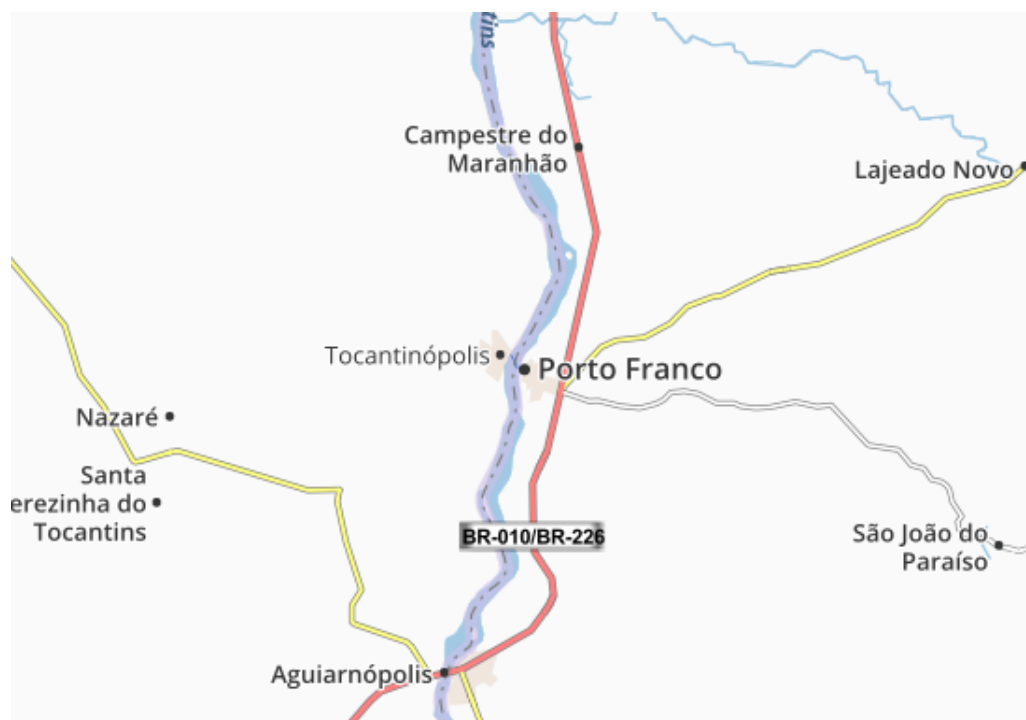 tins
Campestre do
Maranhão
Lajeado Novo
Tocantinópolis
Porto Franco
Nazaré
Santa
erezinha do
Tocantins
BR-010/BR-226
São João do
Paraíso
Aguiarnópolis